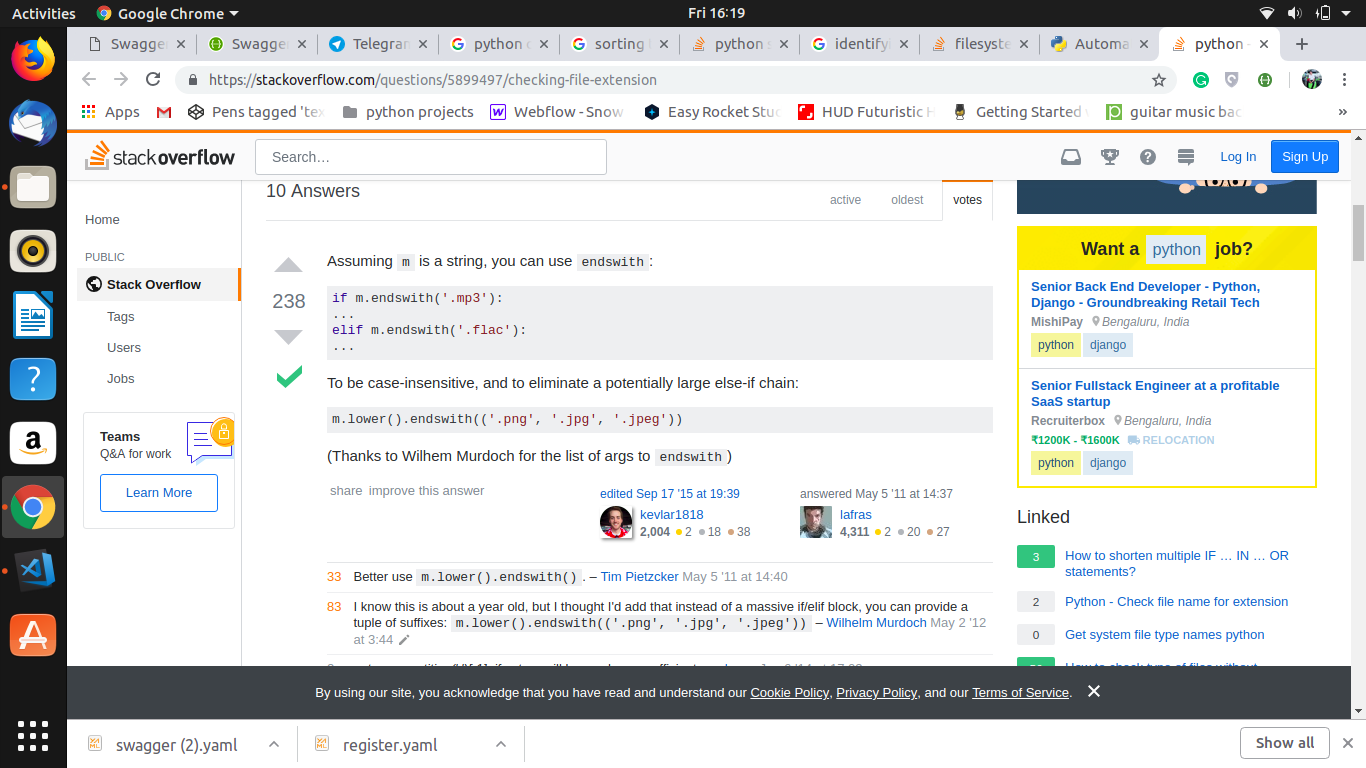 Activities Google Chrome Fri 16:19
Swagge Swagge Telegran python c sorting identify filesyste Automa python -
https://stackoverflow.com/questions/5899497/checking-file-extension
Apps Pens tagged 'te python projects Webflow - Snow Easy Rocket Stu HUD Futuristic Getting Started guitar music bac »
stackoverflow Search… Log In Sign Up
Home
PUBLIC
Stack Overflow
Tags
Users
Jobs
Teams
Q&A for work
Learn More
10 Answers
active oldest votes
238
Assuming m is a string, you can use endswith:
if m.endswith('.mp3'):
...
elif m.endswith('.flac'):
...
To be case-insensitive, and to eliminate a potentially large else-if chain:
m.lower().endswith(('.png', '.jpg', '.jpeg'))
(Thanks to Wilhem Murdoch for the list of args to endswith)
share improve this answer
edited Sep 17 '15 at 19:39
kevlar1818
2,004 2 18 38
answered May 5 '11 at 14:37
lafras
4,311 2 20 27
33 Better use m.lower().endswith(). – Tim Pietzcker May 5 '11 at 14:40
83 I know this is about a year old, but I thought I'd add that instead of a massive if/elif block, you can provide a
tuple of suffixes: m.lower().endswith(('.png', '.jpg', '.jpeg')) – Wilhelm Murdoch May 2 '12
at 3:44
Want a python job?
Senior Back End Developer - Python,
Django - Groundbreaking Retail Tech
MishiPay Bengaluru, India
python django
Senior Fullstack Engineer at a profitable
SaaS startup
Recruiterbox Bengaluru, India
₹1200K - ₹1600K RELOCATION
python django
Linked
3 How to shorten multiple IF … IN … OR
statements?
2 Python - Check file name for extension
0 Get system file type names python
By using our site, you acknowledge that you have read and understand our Cookie Policy, Privacy Policy, and our Terms of Service.
swagger (2).yaml register.yaml Show all